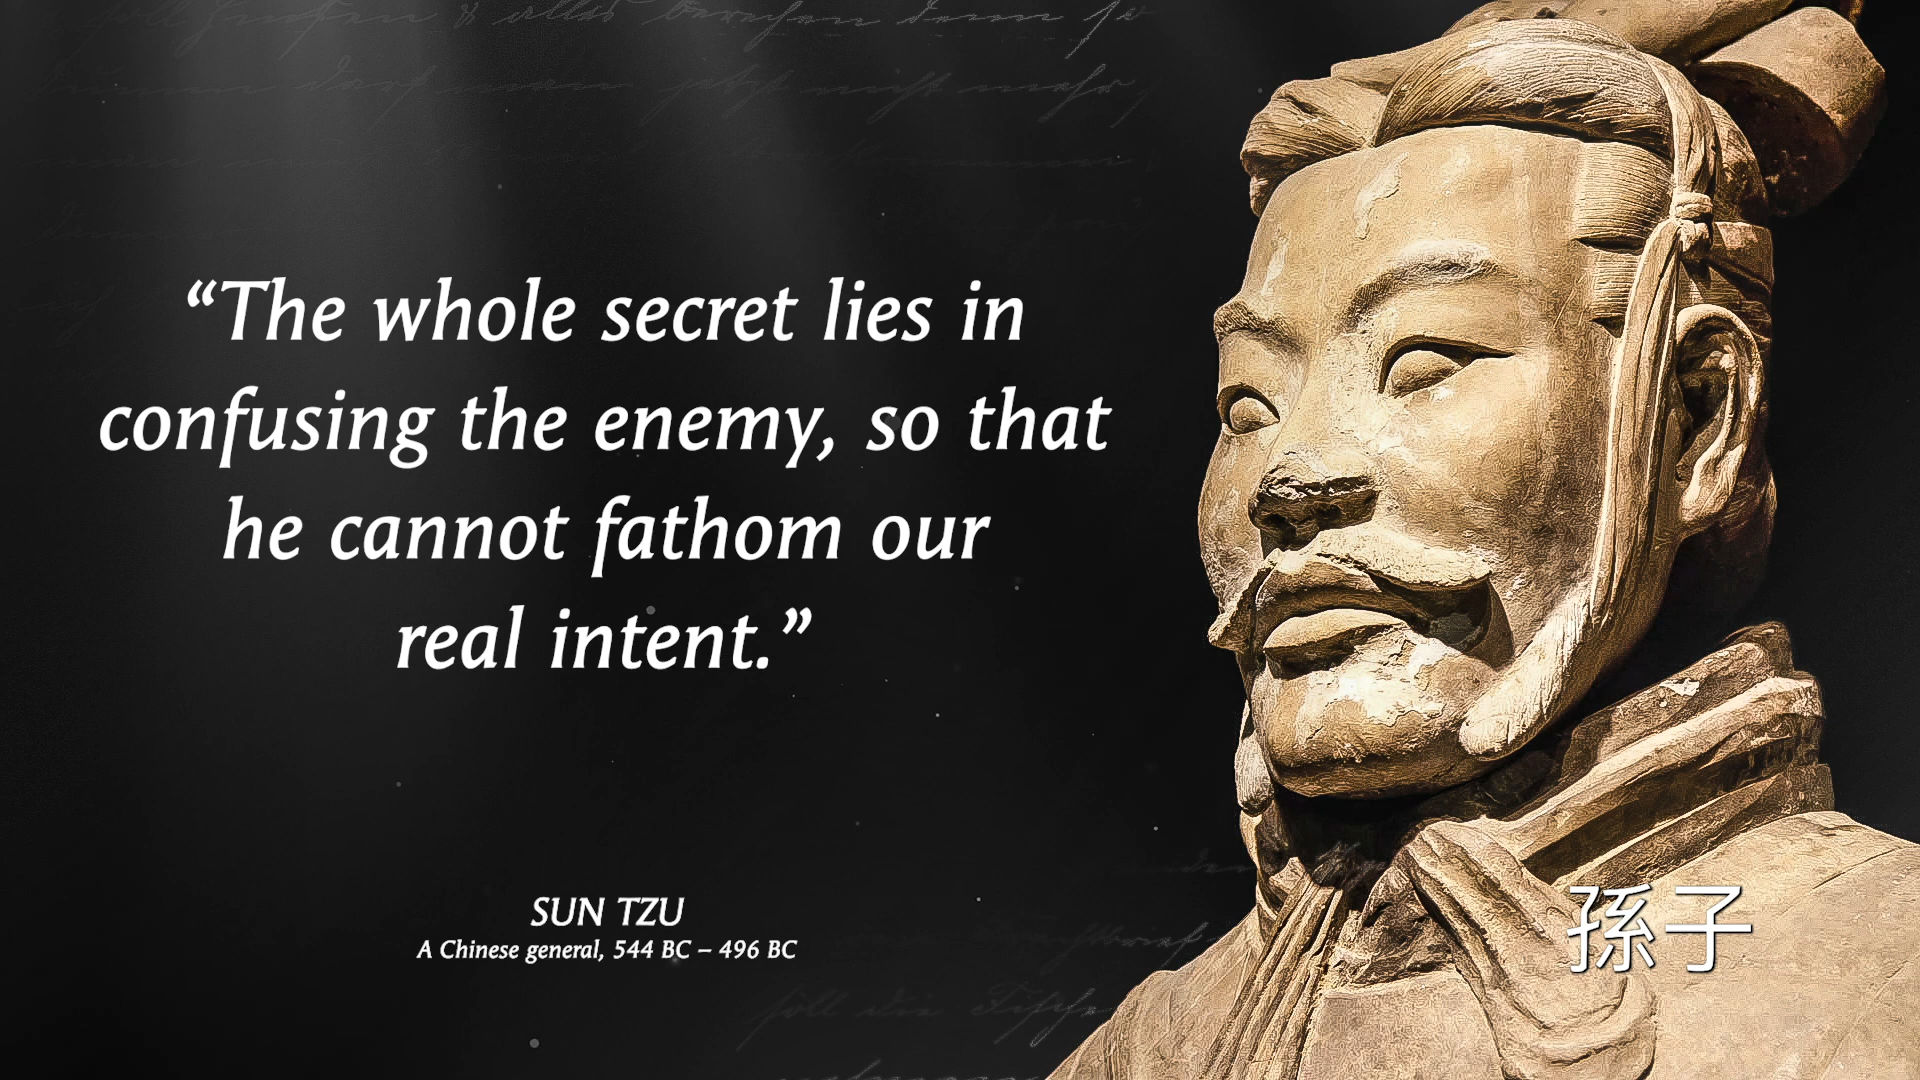 “The whole secret lies in
confusing the enemy, so that
he cannot fathom our
real intent.”
SUN TZU
A Chinese general, 544 BC – 496 BC
孫子